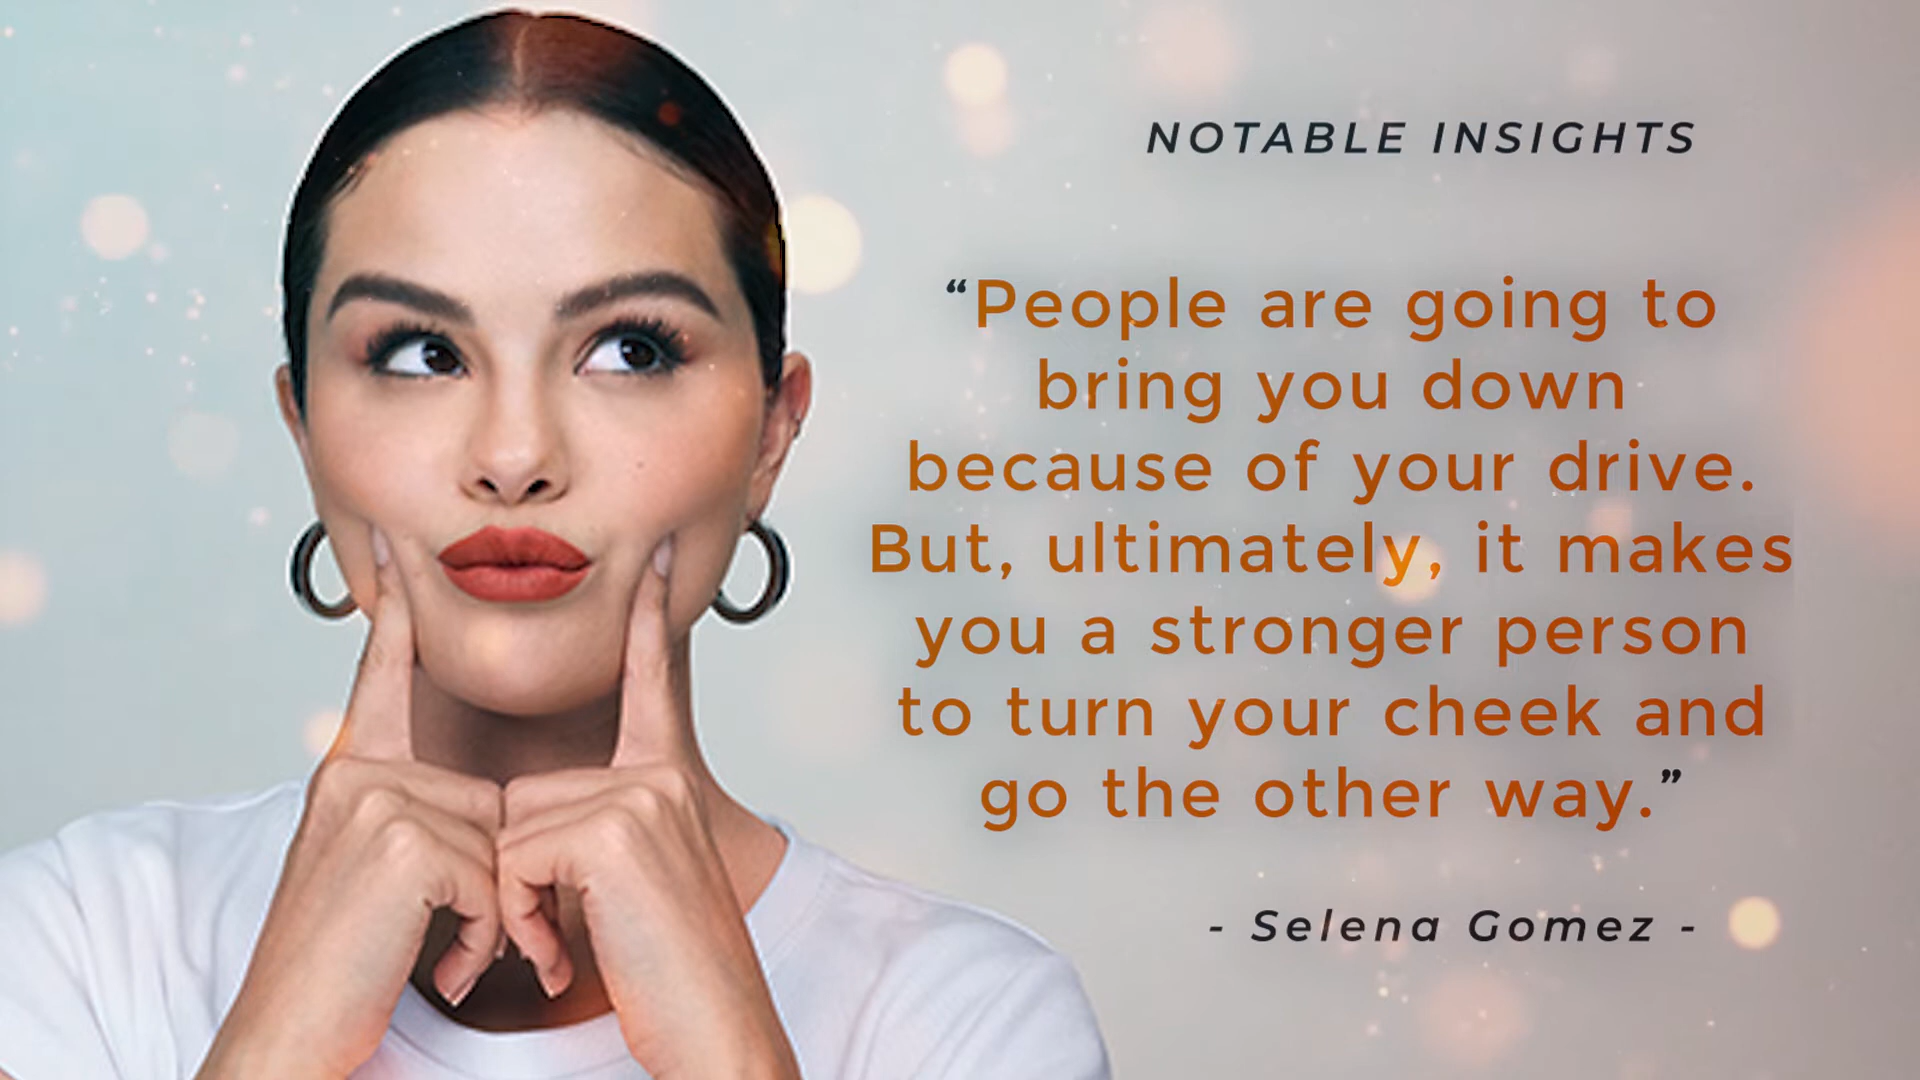 NOTABLE INSIGHTS
“People are going to
bring you down
because of your drive.
But, ultimately, it makes
you a stronger person
to turn your cheek and
go the other way.”
- Selena Gomez -